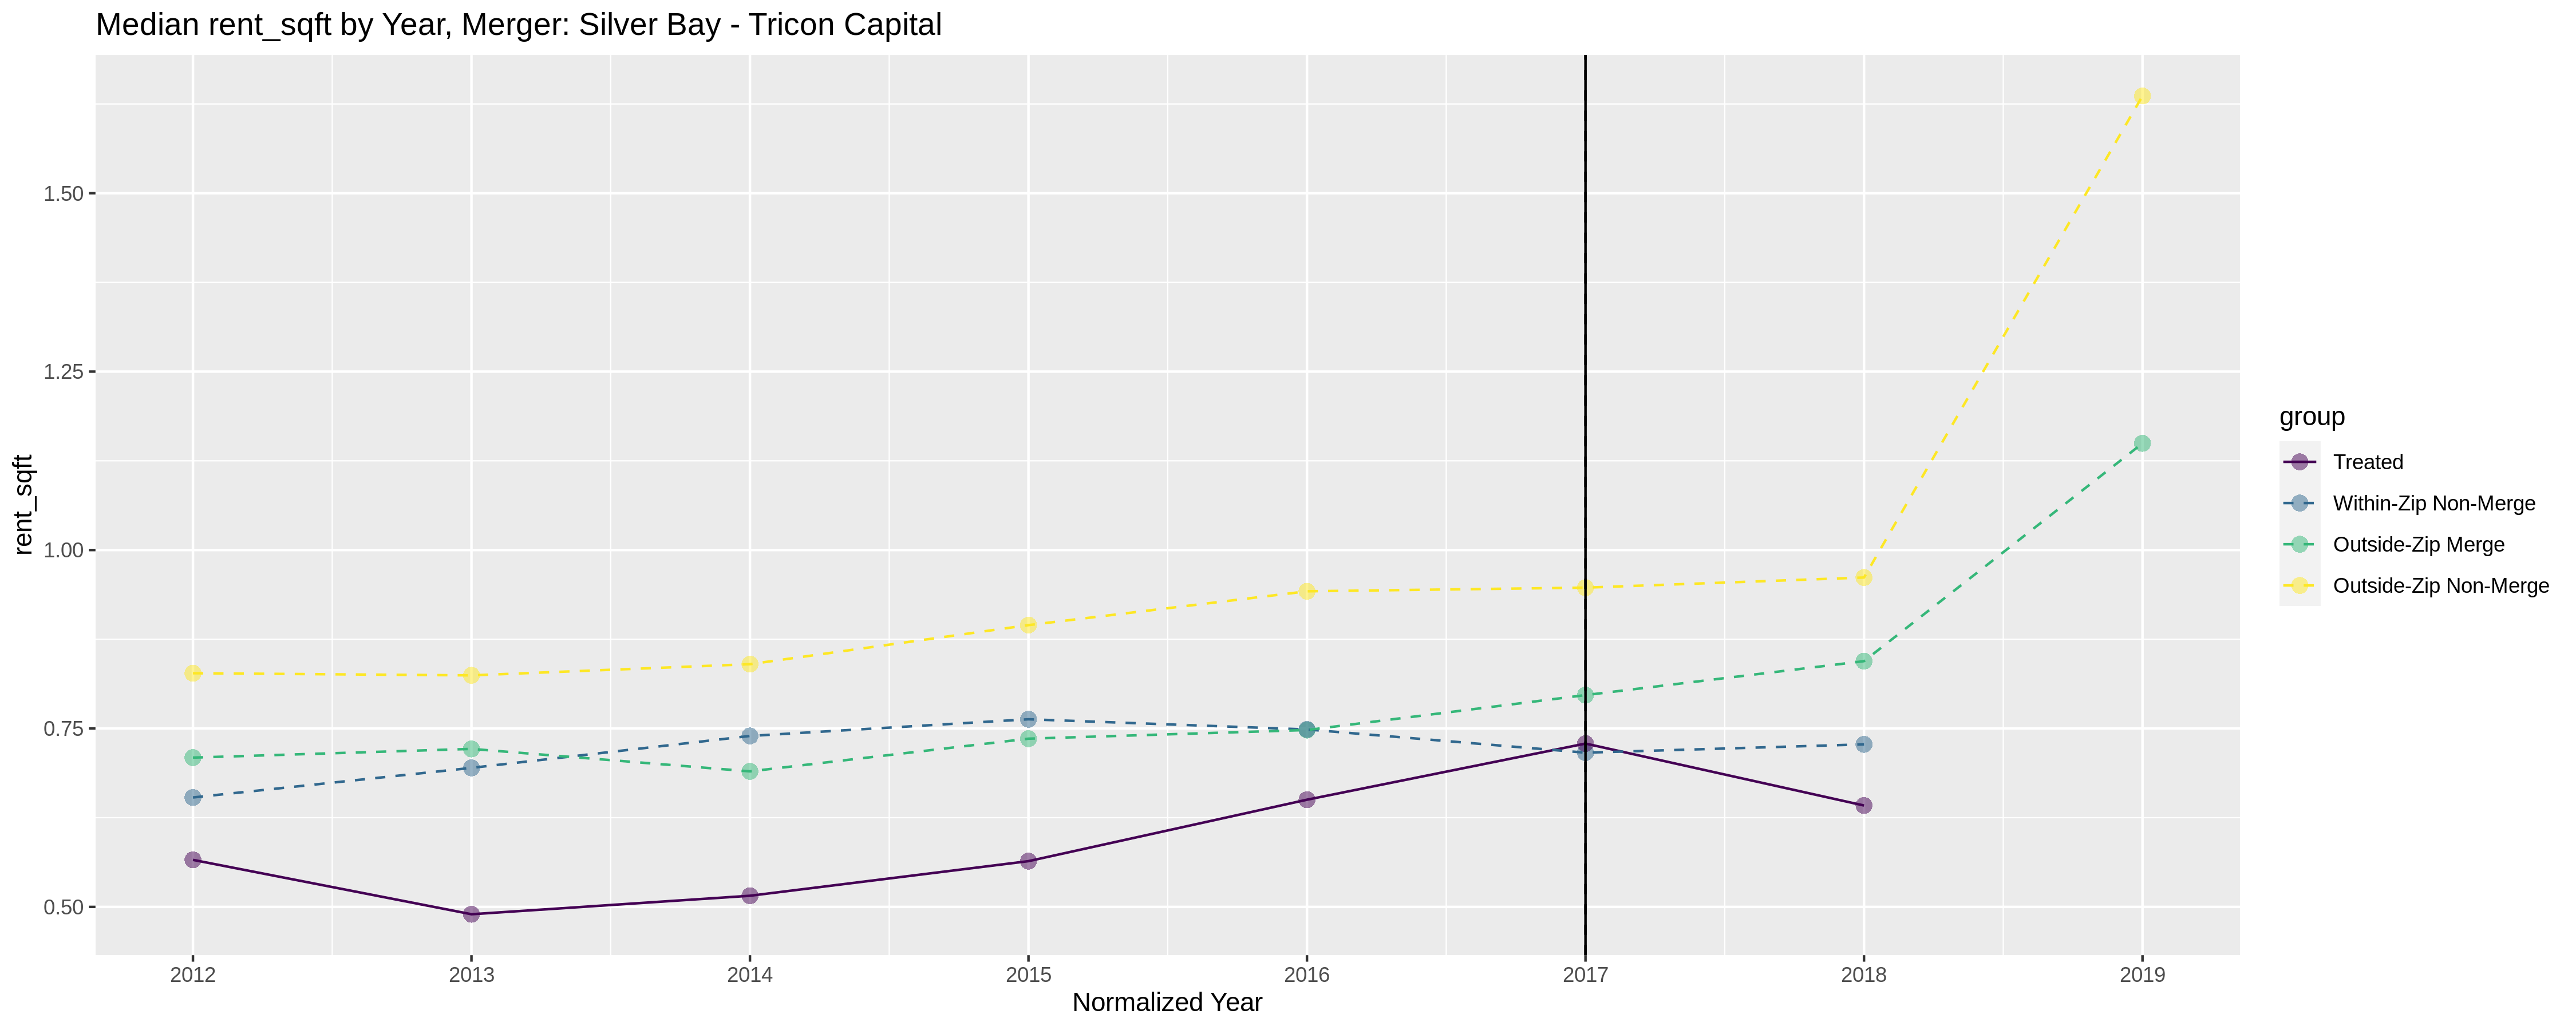 Median rent_sqft by Year, Merger: Silver Bay - Tricon Capital
rent_sqft
1.50
1.25
1.00
0.75
0.50
2012 2013 2014 2015 2016 2017 2018 2019
Normalized Year
group
Treated
Within-Zip Non-Merge
Outside-Zip Merge
Outside-Zip Non-Merge